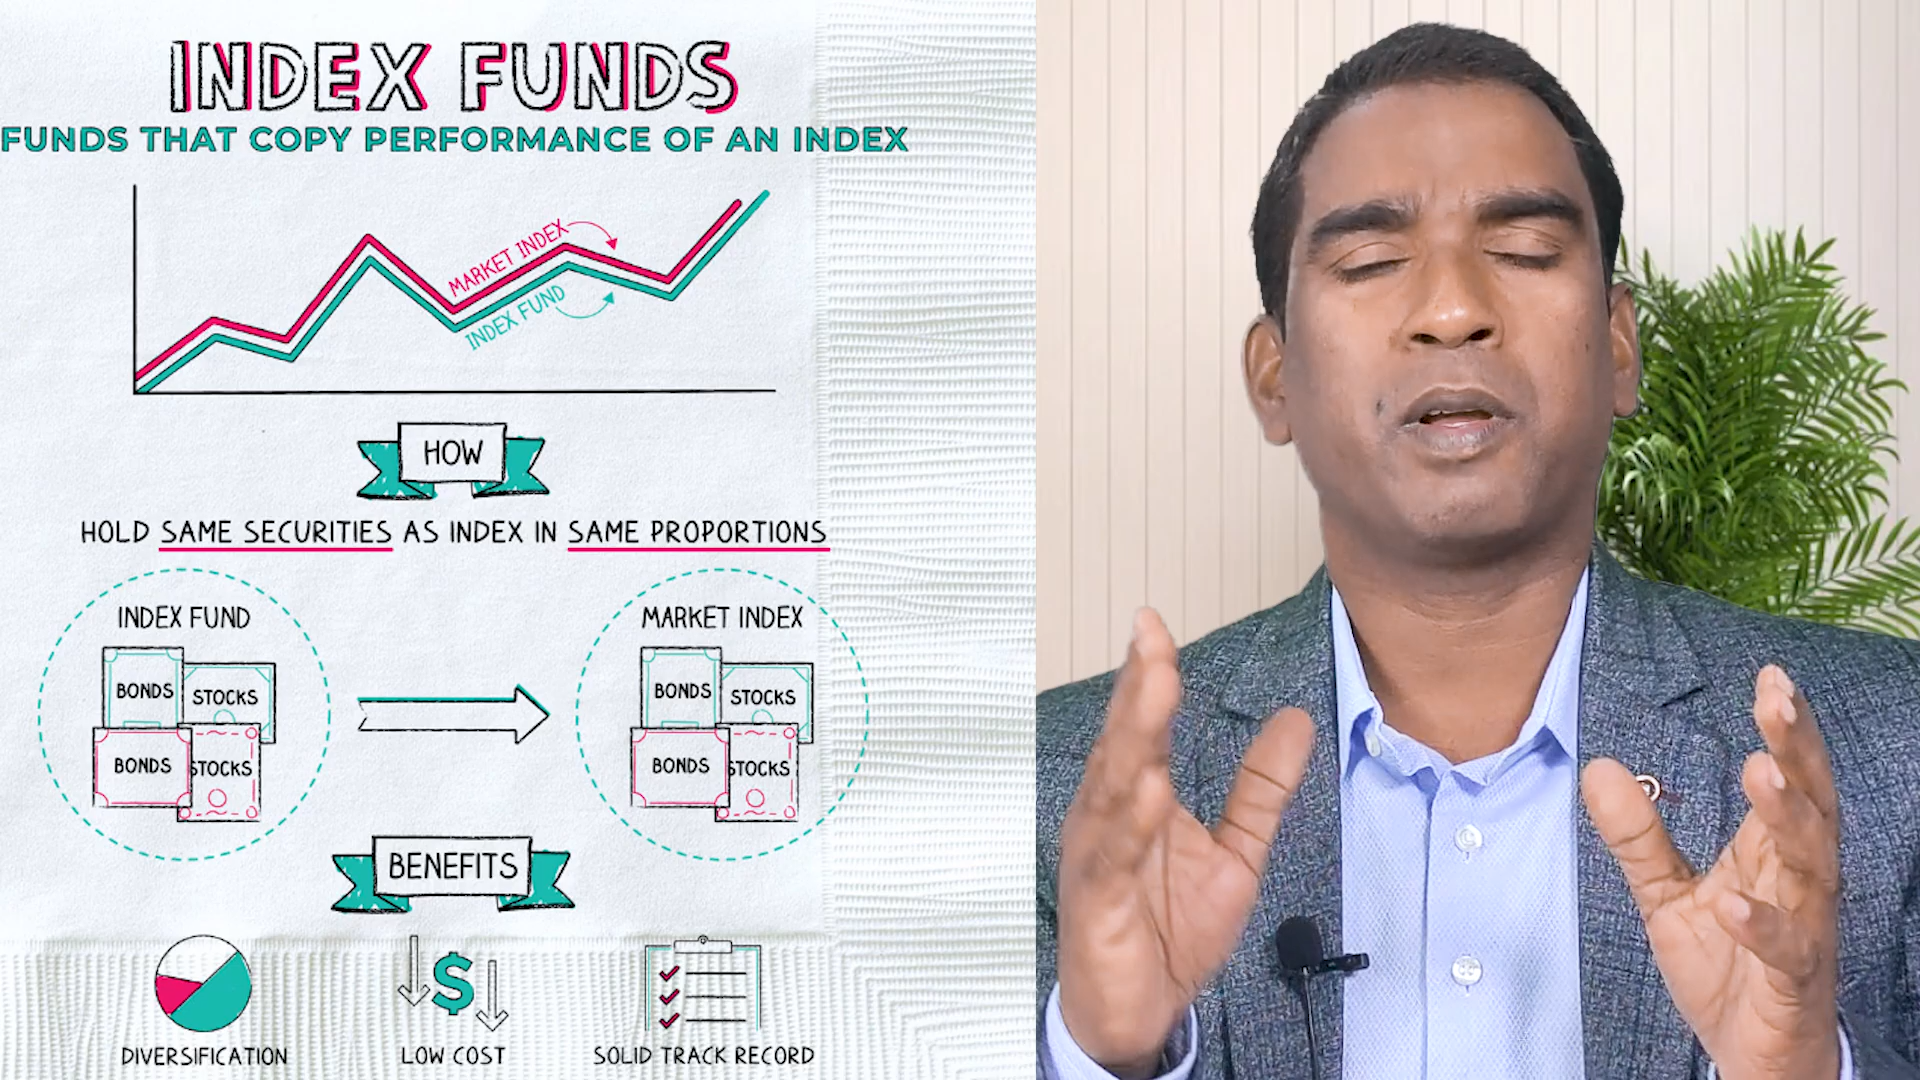 INDEX FUNDS
FUNDS THAT COPY PERFORMANCE OF AN INDEX
MARKET INDEX
INDEX FUND
HOW
HOLD SAME SECURITIES AS INDEX IN SAME PROPORTIONS
INDEX FUND
BONDS
STOCKS
BONDS
STOCKS
MARKET INDEX
BONDS
STOCKS
BONDS
STOCKS
BENEFITS
DIVERSIFICATION
LOW COST
SOLID TRACK RECORD